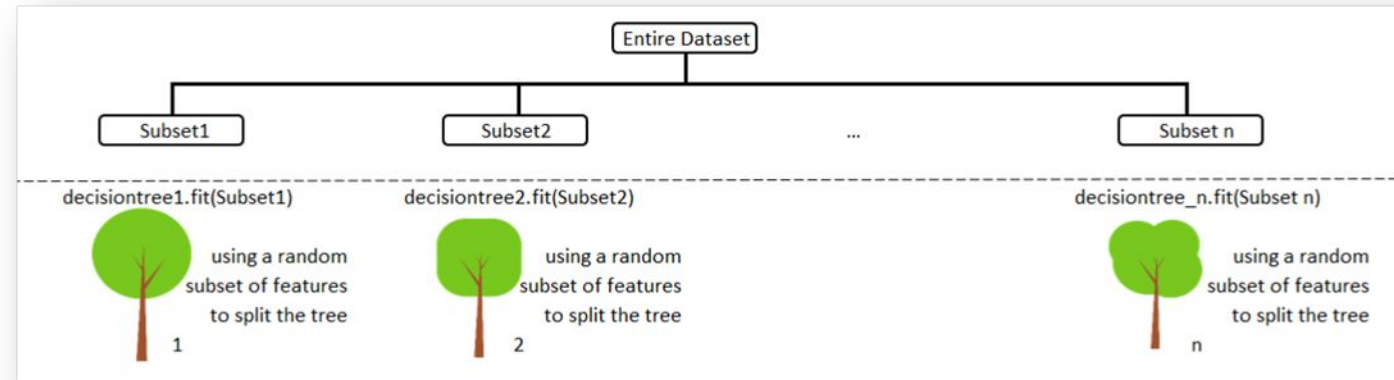 Entire Dataset
Subset1
Subset2
...
Subset n
decisiontree1.fit(Subset1)
decisiontree2.fit(Subset2)
decisiontree_n.fit(Subset n)
using a random
subset of features
to split the tree
1
using a random
subset of features
to split the tree
2
using a random
subset of features
to split the tree
n